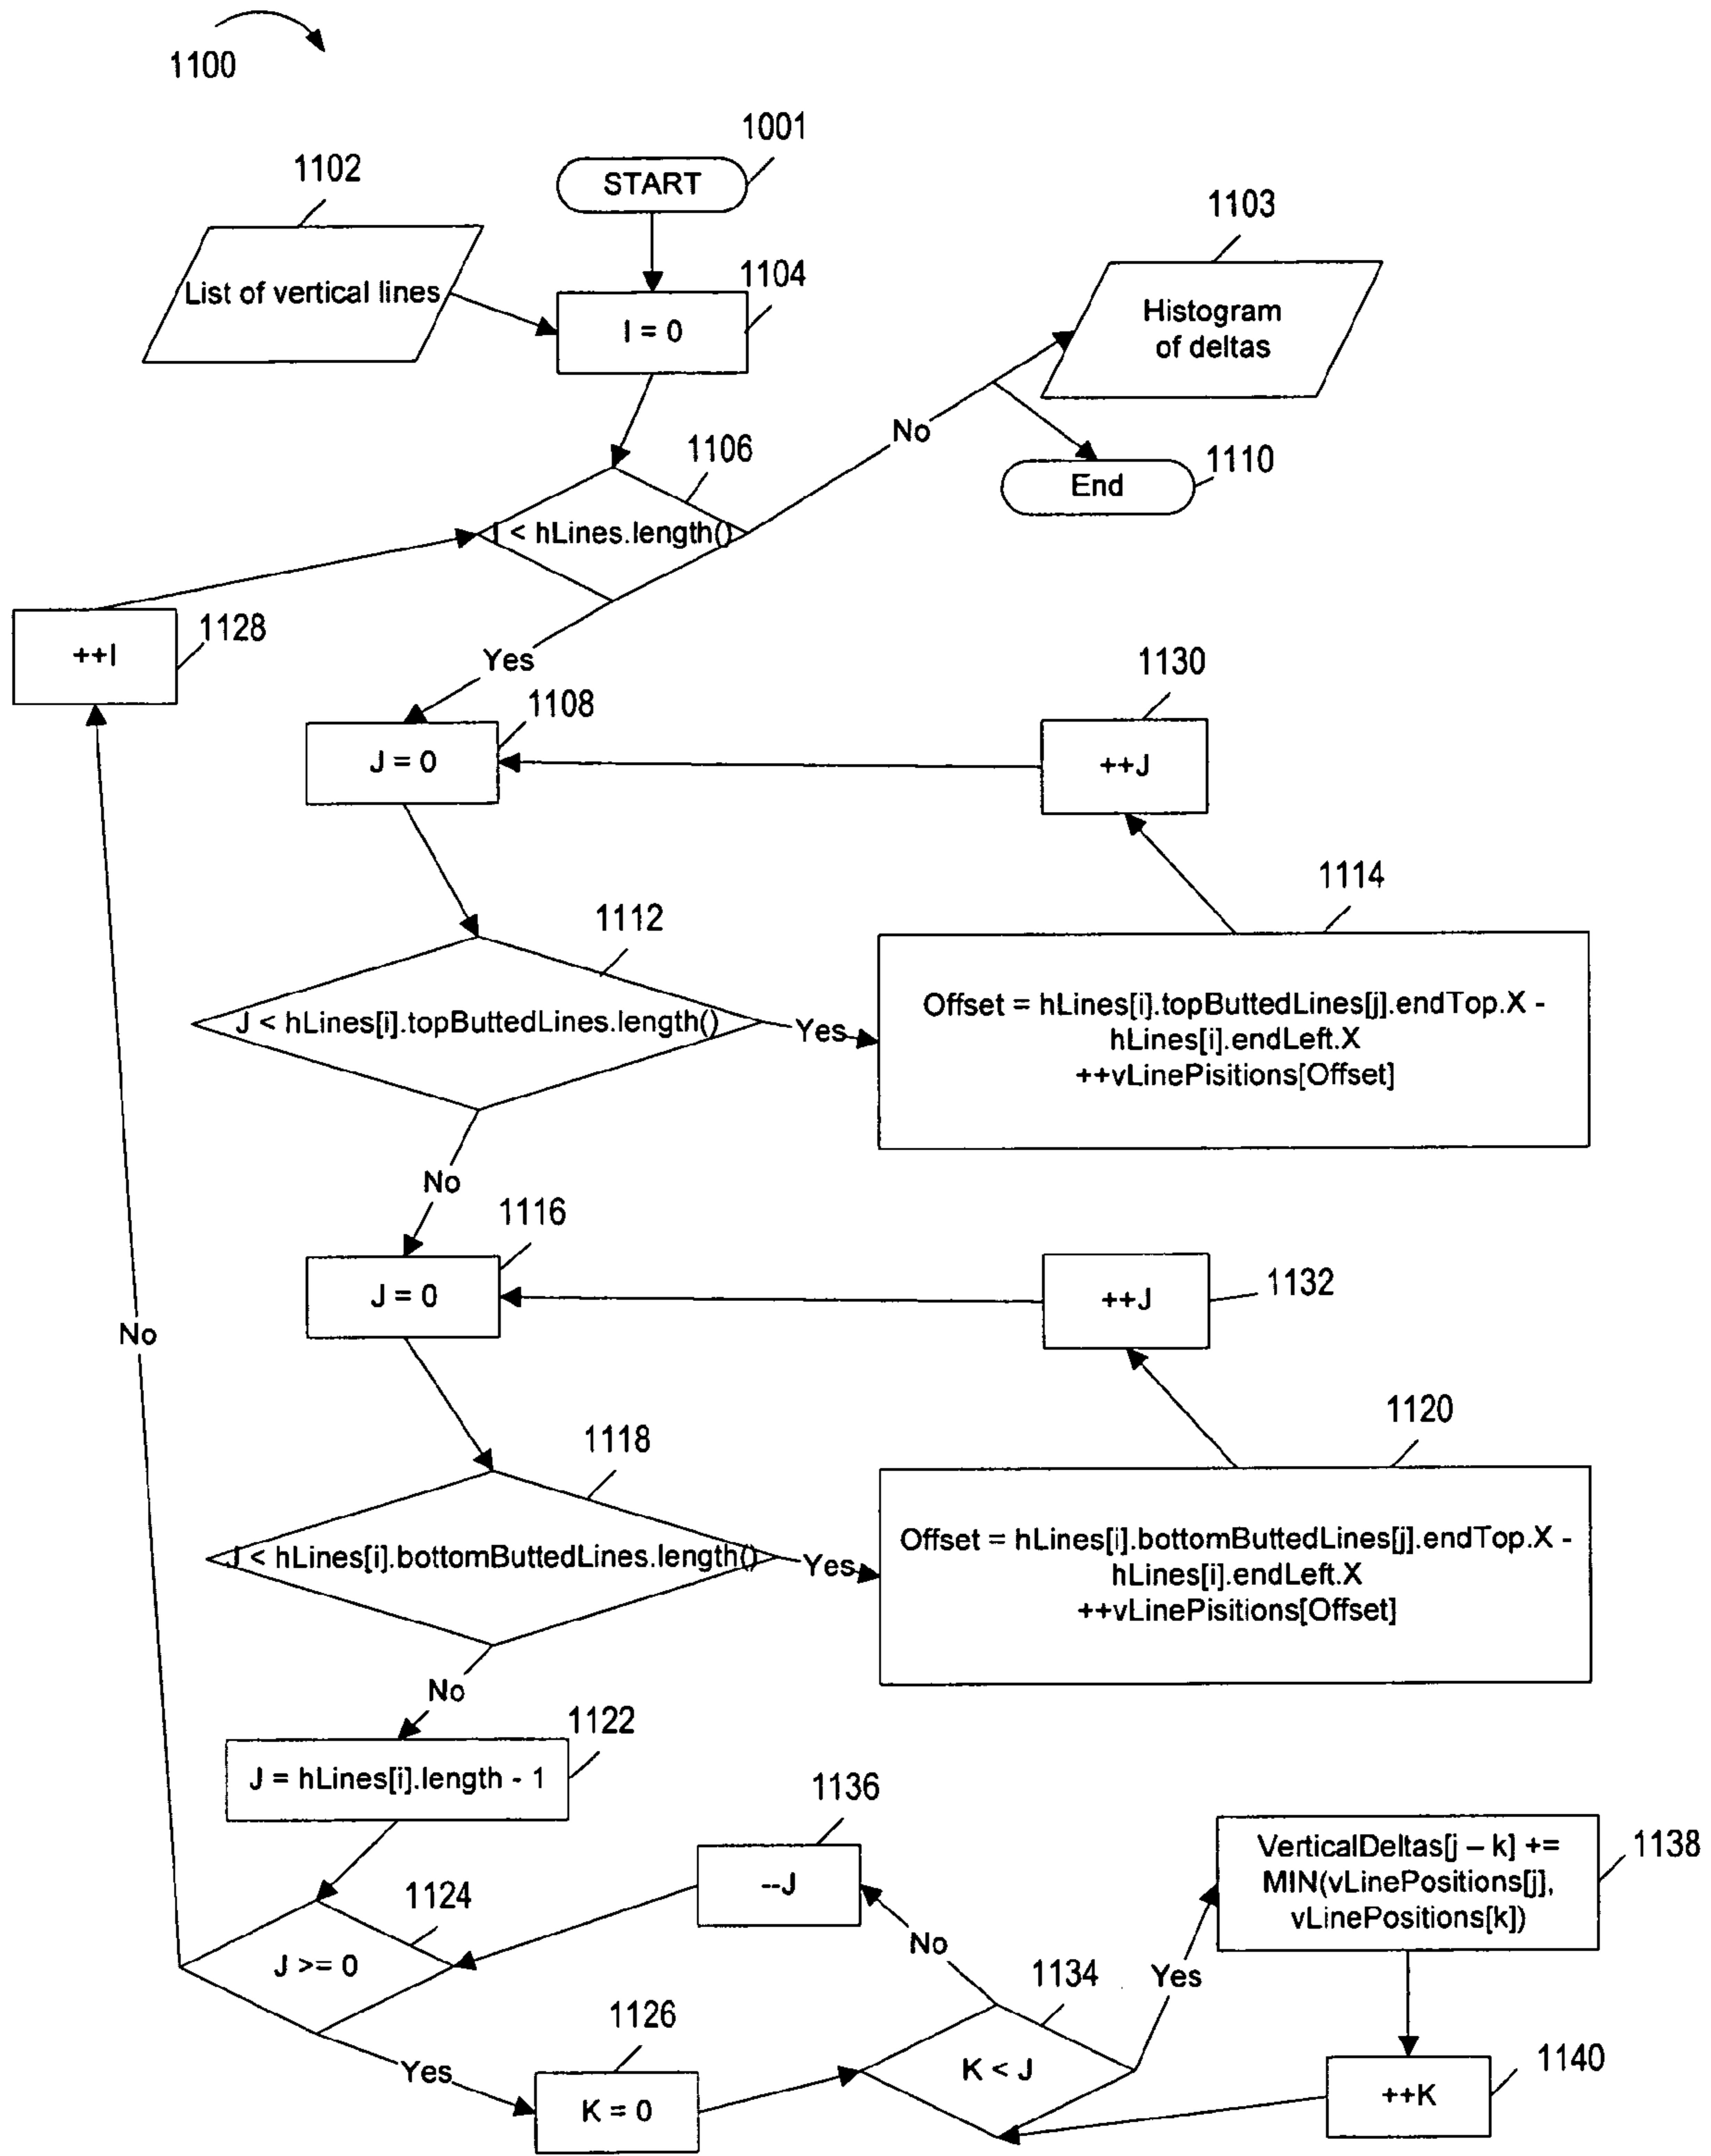 1100
1001
START
1102
List of vertical lines
1103
Histogram
of deltas
1104
I = 0
No
1106
I < hLines.length()
1110
End
1128
++I
Yes
1108
J = 0
1130
++J
1112
J < hLines[i].topButtedLines.length()
Yes
1114
Offset = hLines[i].topButtedLines[j].endTop.X -
hLines[i].endLeft.X
++vLinePisitions[Offset]
No
1116
J = 0
1132
++J
No
1118
J < hLines[i].bottomButtedLines.length()
Yes
1120
Offset = hLines[i].bottomButtedLines[j].endTop.X -
hLines[i].endLeft.X
++vLinePisitions[Offset]
No
1122
J = hLines[i].length - 1
1136
--J
1138
VerticalDeltas[j – k] +=
MIN(vLinePositions[j],
vLinePositions[k])
1124
J >= 0
No
1134
K < J
Yes
1126
Yes
K = 0
1140
++K